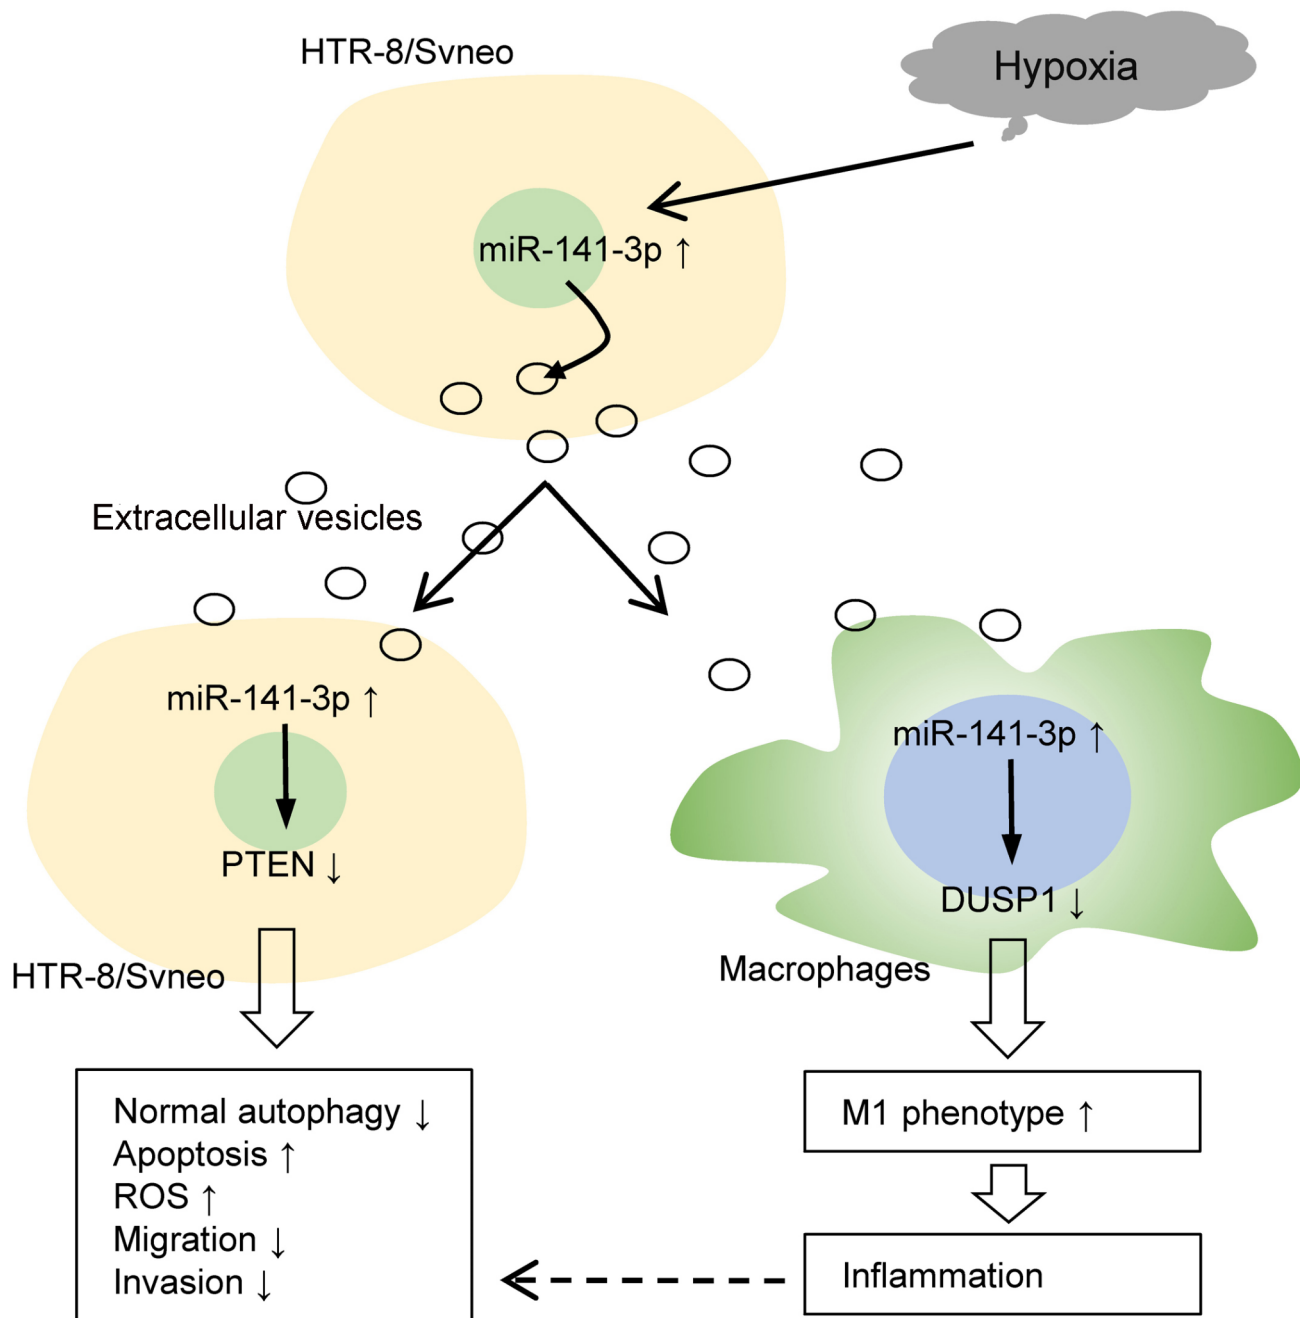 HTR-8/Svneo
Hypoxia
miR-141-3p ↑
Extracellular vesicles
miR-141-3p ↑
PTEN ↓
HTR-8/Svneo
miR-141-3p ↑
DUSP1 ↓
Macrophages
Normal autophagy ↓
Apoptosis ↑
ROS ↑
Migration ↓
Invasion ↓
M1 phenotype ↑
Inflammation